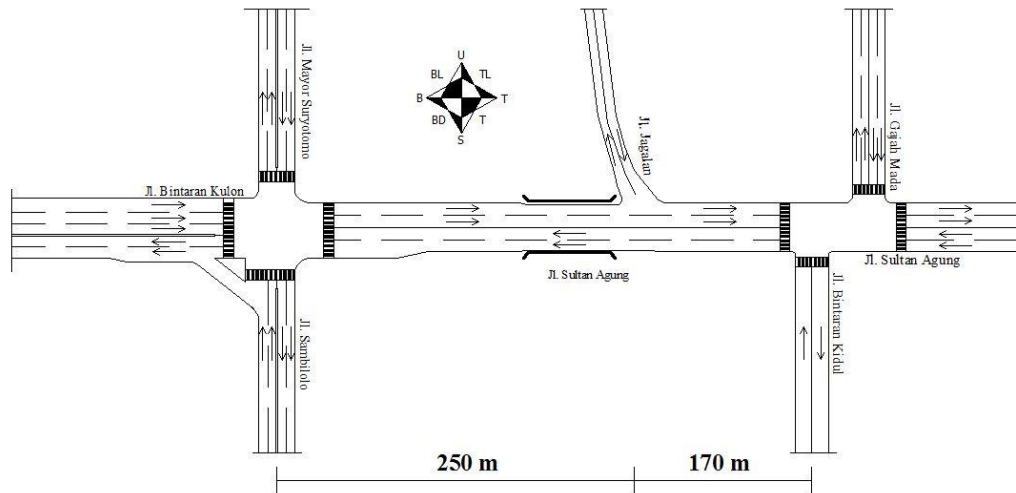 U
BL TL
B T
BD T
S
Jl. Mayor Suryotomo
Jl. Jagalan
Jl. Gajah Mada
Jl. Bintaran Kulon
Jl. Sultan Agung
Jl. Sultan Agung
Jl. Sambilolo
Jl. Bintaran Kidul
250 m
170 m